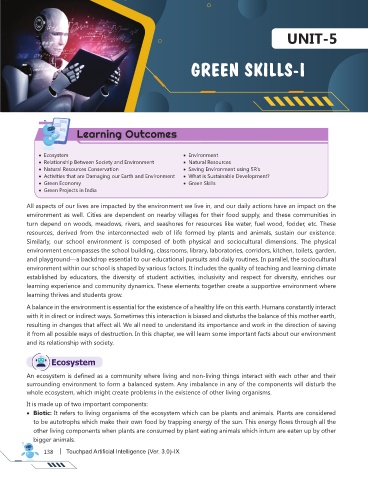 UNIT-5
GREEN SKILLS-I
Learning Outcomes
• Ecosystem
• Relationship Between Society and Environment
• Natural Resources Conservation
• Activities that are Damaging our Earth and Environment
• Green Economy
• Green Projects in India
• Environment
• Natural Resources
• Saving Environment using 5R's
• What is Sustainable Development?
• Green Skills
All aspects of our lives are impacted by the environment we live in, and our daily actions have an impact on the
environment as well. Cities are dependent on nearby villages for their food supply, and these communities in
turn depend on woods, meadows, rivers, and seashores for resources like water, fuel wood, fodder, etc. These
resources, derived from the interconnected web of life formed by plants and animals, sustain our existence.
Similarly, our school environment is composed of both physical and sociocultural dimensions. The physical
environment encompasses the school building, classrooms, library, laboratories, corridors, kitchen, toilets, garden,
and playground—a backdrop essential to our educational pursuits and daily routines. In parallel, the sociocultural
environment within our school is shaped by various factors. It includes the quality of teaching and learning climate
established by educators, the diversity of student activities, inclusivity and respect for diversity, enriches our
learning experience and community dynamics. These elements together create a supportive environment where
learning thrives and students grow.
A balance in the environment is essential for the existence of a healthy life on this earth. Humans constantly interact
with it in direct or indirect ways. Sometimes this interaction is biased and disturbs the balance of this mother earth,
resulting in changes that affect all. We all need to understand its importance and work in the direction of saving
it from all possible ways of destruction. In this chapter, we will learn some important facts about our environment
and its relationship with society.
Ecosystem
An ecosystem is defined as a community where living and non-living things interact with each other and their
surrounding environment to form a balanced system. Any imbalance in any of the components will disturb the
whole ecosystem, which might create problems in the existence of other living organisms.
It is made up of two important components:
• Biotic: It refers to living organisms of the ecosystem which can be plants and animals. Plants are considered
to be autotrophs which make their own food by trapping energy of the sun. This energy flows through all the
other living components when plants are consumed by plant eating animals which inturn are eaten up by other
bigger animals.
138 | Touchpad Artificial Intelligence (Ver. 3.0)-IX